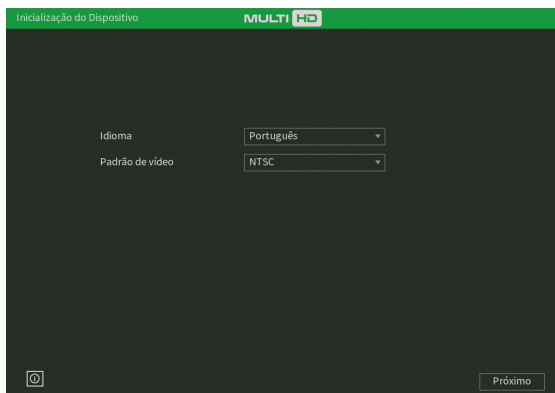 Inicialização do Dispositivo
MULTI HD
Idioma
Português
Padrão de vídeo
NTSC
Próximo